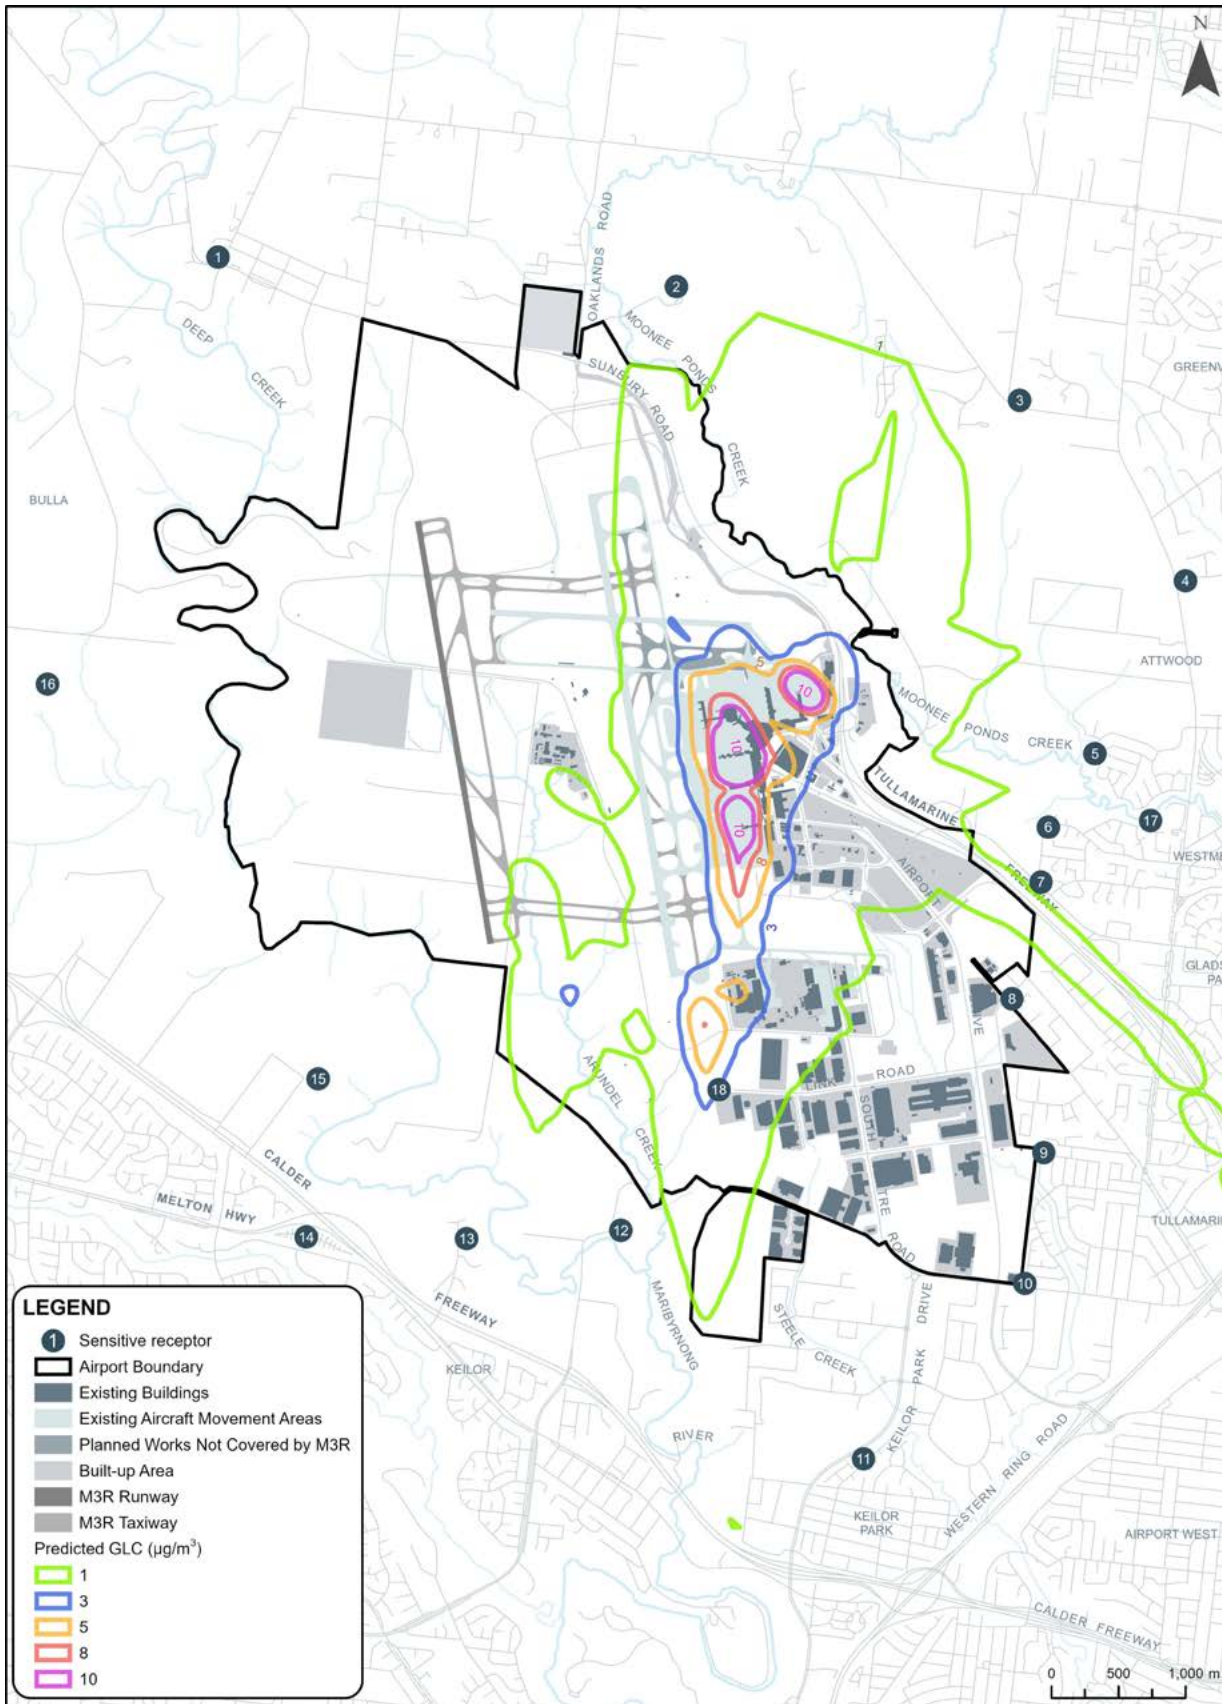 N
OAKLANDS ROAD
1
2
MOONEE PONDS
DEEP
CREEK
SUNBURY ROAD
1
GREENV
3
CREEK
BULLA
4
ATTWOOD
5
16
10
MOONEE PONDS CREEK
5
10
TULLAMARINE
17
6
10
WESTME
8
AIRPORT
FREEWAY
7
3
GLADS
PA
8
IVE
ARUNDEL
15
ROAD
LINK
18
SOUTH
CREEK
9
CALDER
MELTON HWY
TRE
TULLAMARIN
12
13
14
ROAD
10
LEGEND
1 Sensitive receptor
Airport Boundary
Existing Buildings
Existing Aircraft Movement Areas
Planned Works Not Covered by M3R
Built-up Area
M3R Runway
M3R Taxiway
Predicted GLC (µg/m³)
1
3
5
8
10
FREEWAY
MARIBYRNONG
STEELE CREEK
KEILOR PARK DRIVE
KEILOR
RIVER
11
WESTERN RING ROAD
KEILOR
PARK
AIRPORT WEST
CALDER FREEWAY
0 500 1,000 m